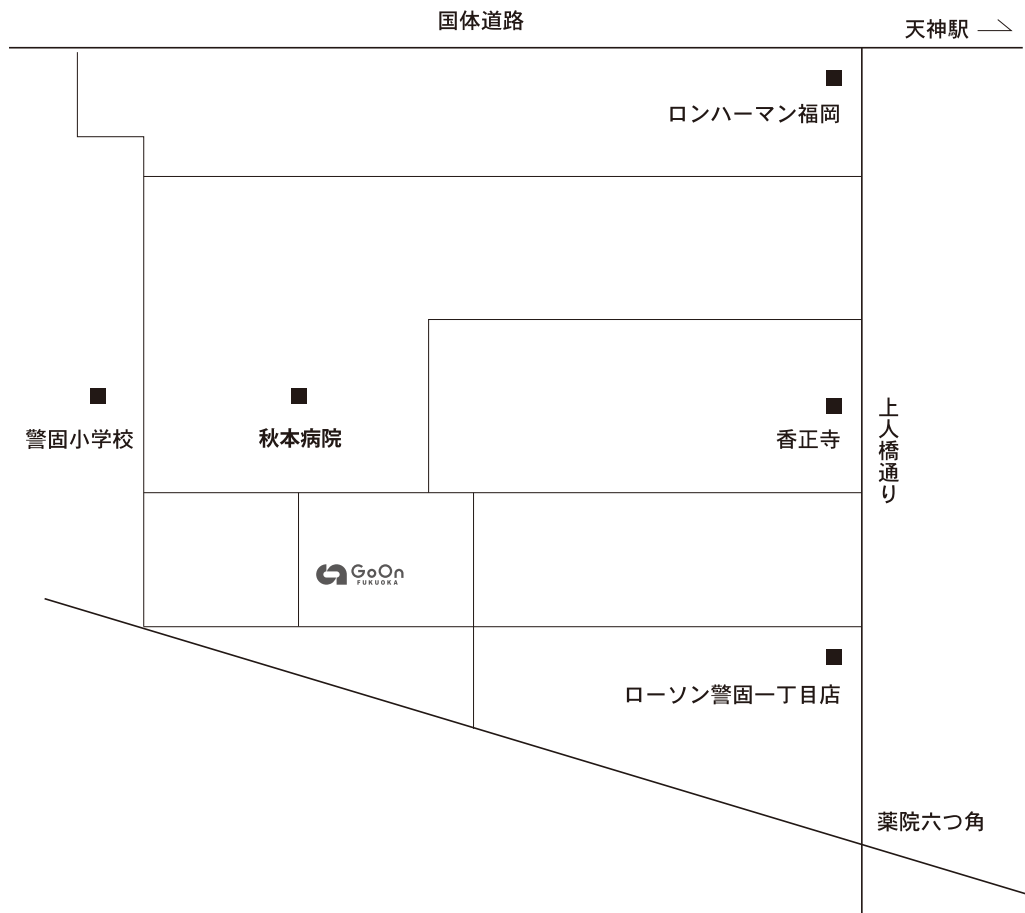 国体道路
天神駅
ロンハーマン福岡
警固小学校
秋本病院
香正寺
上人橋通り
GoOn
FUKUOKA
ローソン警固一丁目店
薬院六つ角